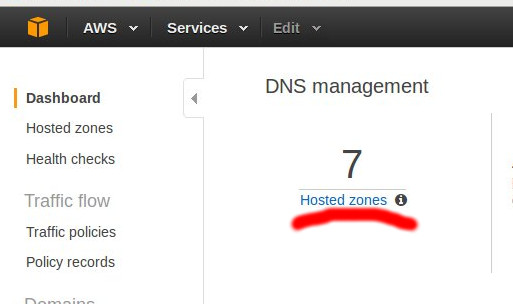 AWS Services Edit
Dashboard
Hosted zones
Health checks
Traffic flow
Traffic policies
Policy records
Domains
DNS management
7
Hosted zones